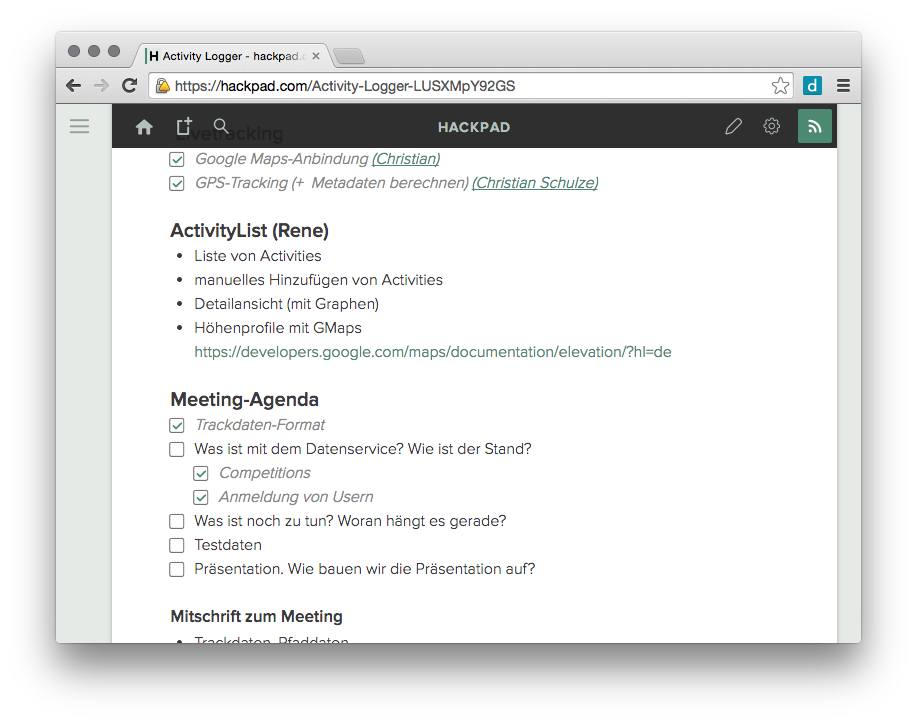 H Activity Logger - hackpad.c
https://hackpad.com/Activity-Logger-LUSXMpY92GS
d
HACKPAD
Livetracking
Google Maps-Anbindung (Christian)
GPS-Tracking (+ Metadaten berechnen) (Christian Schulze)
ActivityList (Rene)
Liste von Activities
manuelles Hinzufügen von Activities
Detailansicht (mit Graphen)
Höhenprofile mit GMaps
https://developers.google.com/maps/documentation/elevation/?hl=de
Meeting-Agenda
Trackdaten-Format
Was ist mit dem Datenservice? Wie ist der Stand?
Competitions
Anmeldung von Usern
Was ist noch zu tun? Woran hängt es gerade?
Testdaten
Präsentation. Wie bauen wir die Präsentation auf?
Mitschrift zum Meeting
Trackdaten, Pfaddaten